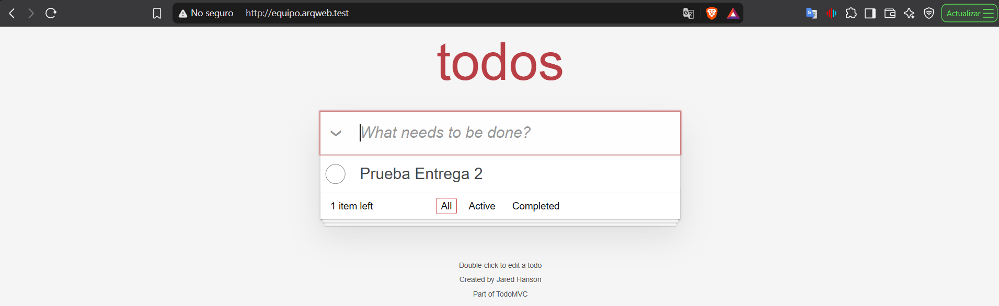 No seguro http://equipo.arqweb.test Actualizar
todos
What needs to be done?
Prueba Entrega 2
1 item left All Active Completed
Double-click to edit a todo
Created by Jared Hanson
Part of TodoMVC